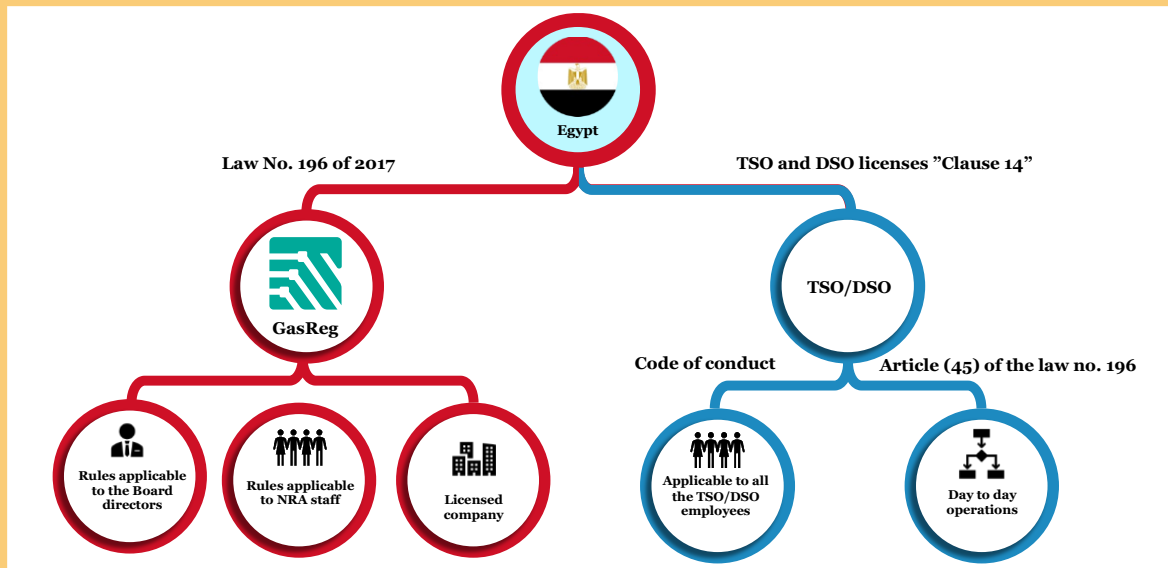 Egypt
Law No. 196 of 2017
TSO and DSO licenses ”Clause 14”
GasReg
TSO/DSO
Code of conduct
Article (45) of the law no. 196
Rules applicable
to the Board
directors
Rules applicable
to NRA staff
Licensed
company
Applicable to all
the TSO/DSO
employees
Day to day
operations